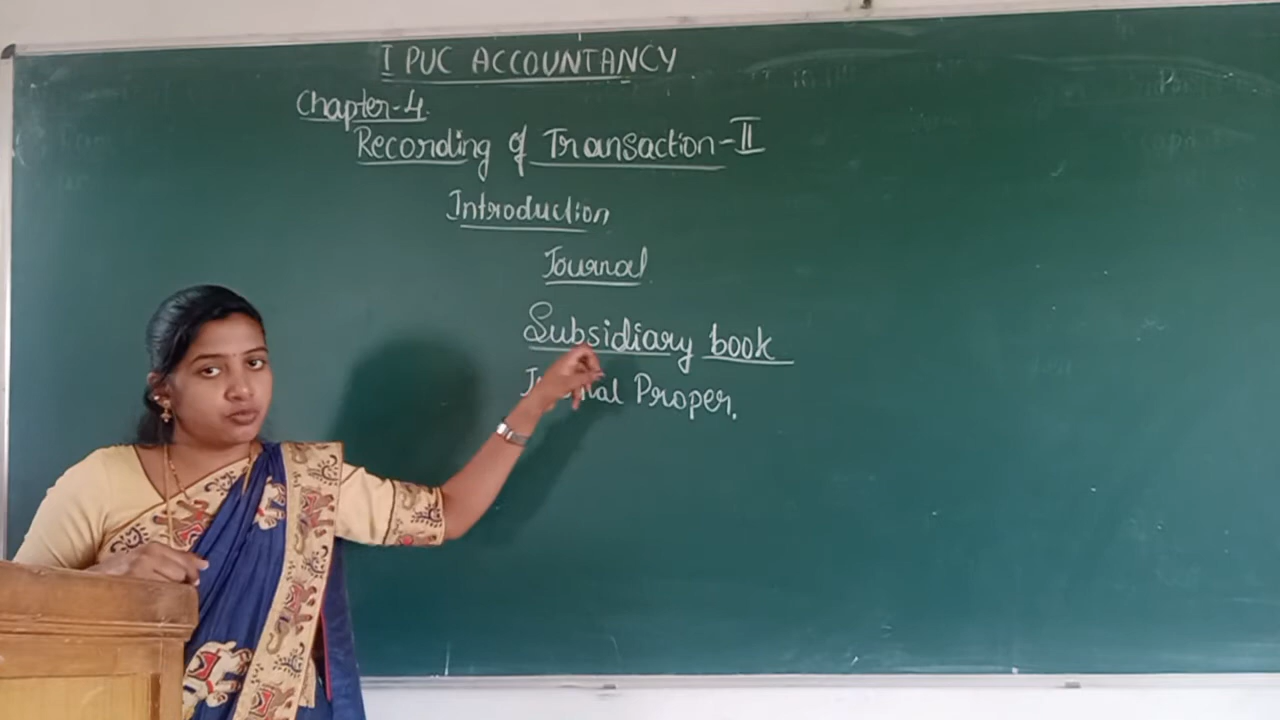 I PUC ACCOUNTANCY
Chapter-4.
Recording of Transaction-II
Introduction
Journal
Subsidiary book
Proper.